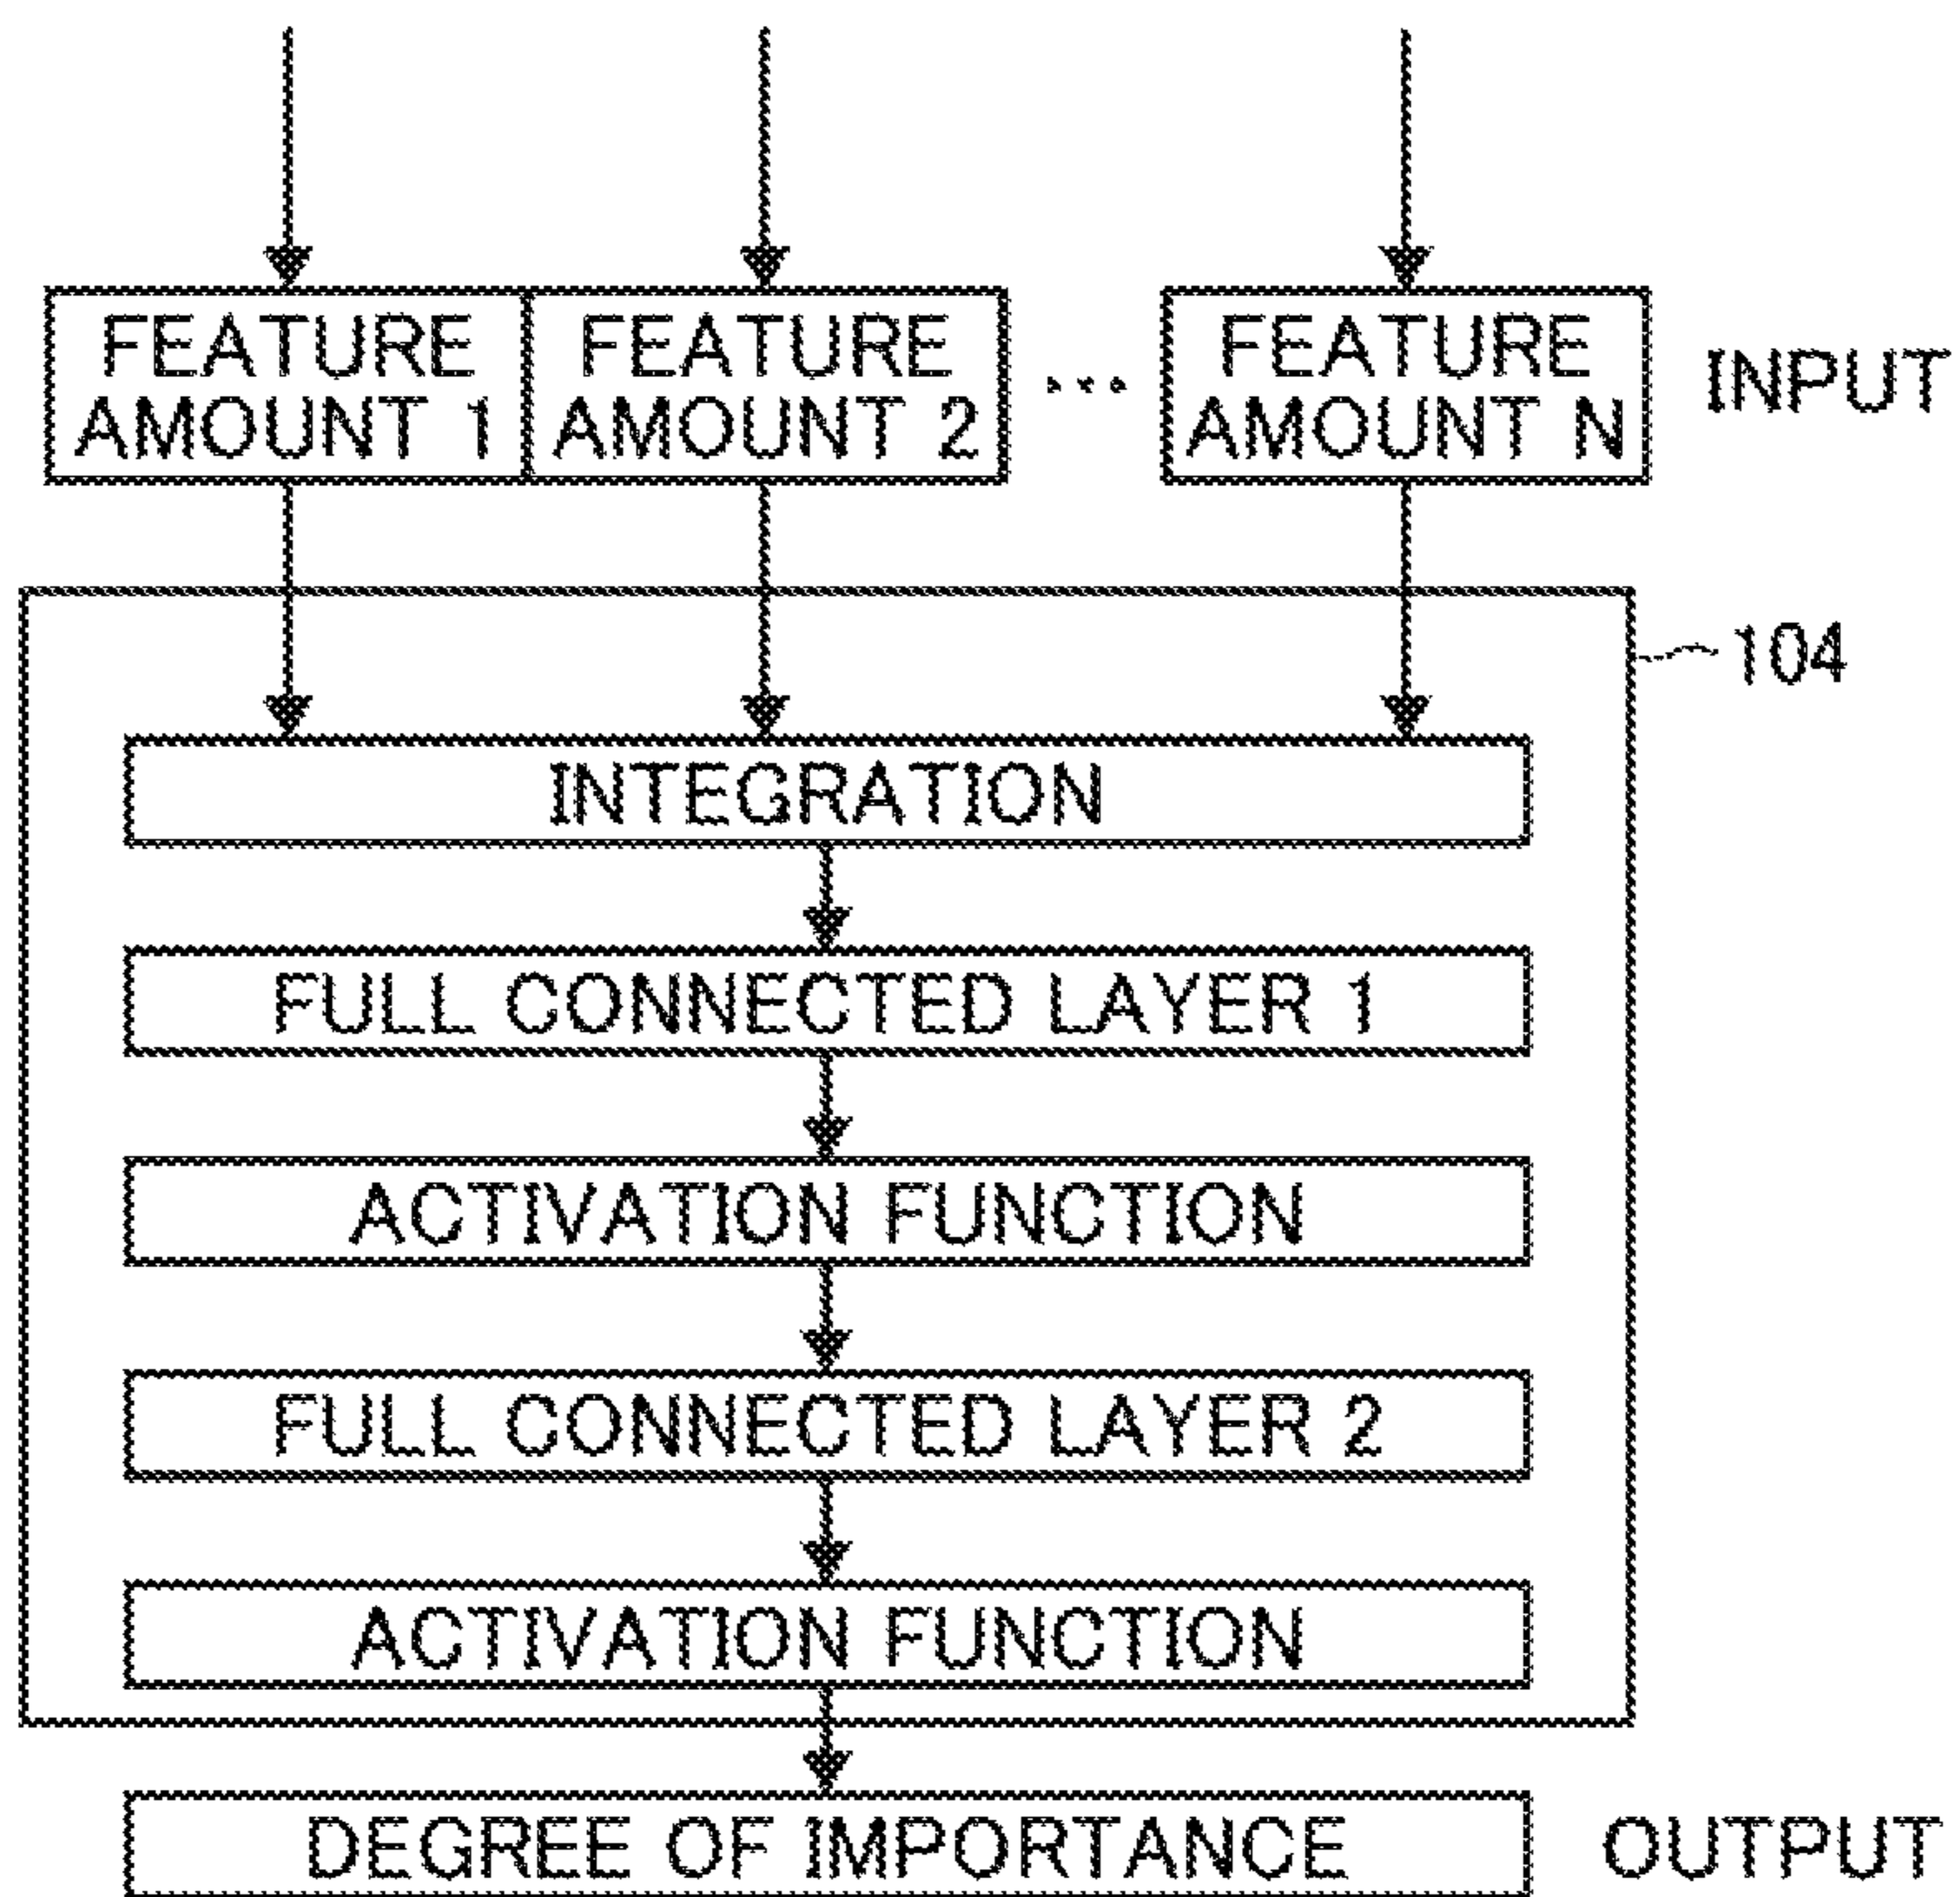 FEATURE
AMOUNT 1
FEATURE
AMOUNT 2
...
FEATURE
AMOUNT N
INPUT
104
INTEGRATION
FULL CONNECTED LAYER 1
ACTIVATION FUNCTION
FULL CONNECTED LAYER 2
ACTIVATION FUNCTION
DEGREE OF IMPORTANCE
OUTPUT